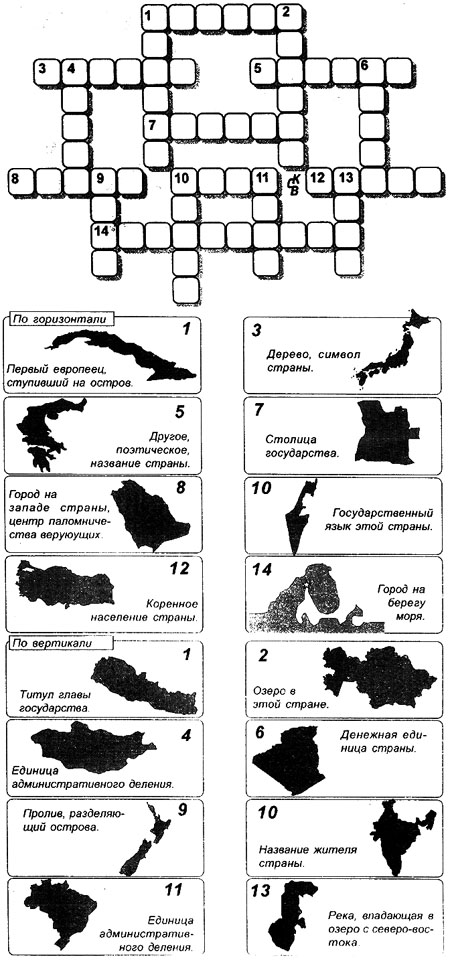 1 2
3 4 5 6
7
8 9 10 11 12 13
14
По горизонтали
1
Первый европеец,
ступивший на остров.
3
Дерево, символ
страны.
5
Другое,
поэтическое,
название страны.
7
Столица
государства.
8
Город на
западе страны,
центр паломниче-
ства верующих.
10
Государственный
язык этой страны.
12
Коренное
население страны.
14
Город на
берегу
моря.
По вертикали
1
Титул главы
государства.
2
Озеро в
этой стране.
4
Единица
административного деления.
6
Денежная еди-
ница страны.
9
Пролив, разделяю-
щий острова.
10
Название жителя
страны.
11
Единица
административ-
ного деления.
13
Река, впадающая в
озеро с северо-вос-
тока.